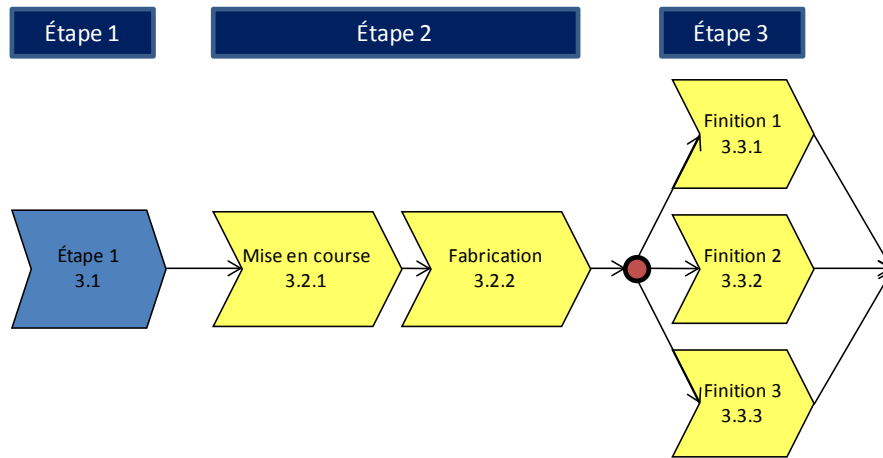 Étape 1
Étape 2
Étape 3
Étape 1
3.1
Mise en course
3.2.1
Fabrication
3.2.2
Finition 1
3.3.1
Finition 2
3.3.2
Finition 3
3.3.3